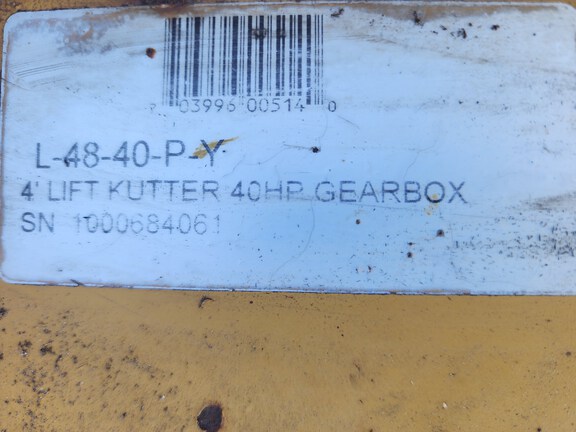 03996 00514 0
L-48-40-P-Y
4' LIFT KUTTER 40HP GEARBOX
SN 1000684061